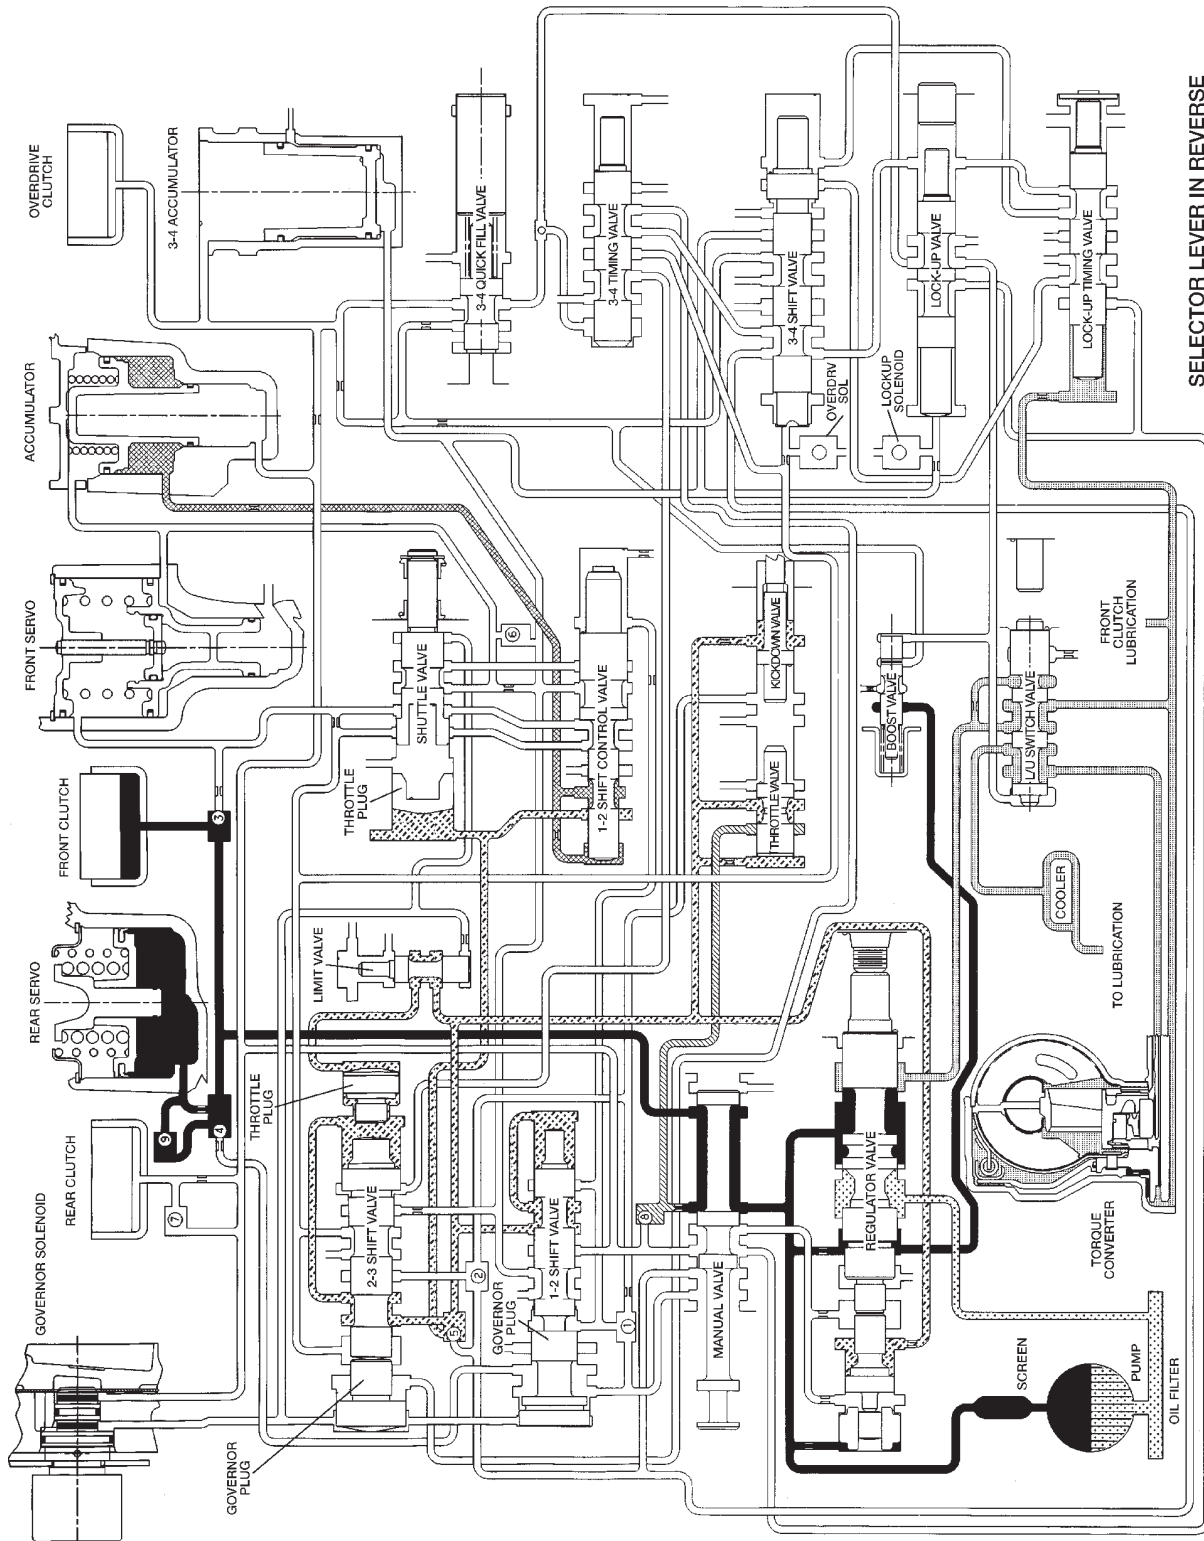 OVERDRIVE
CLUTCH
3-4 ACCUMULATOR
3-4 QUICK FILL VALVE
3-4 TIMING VALVE
3-4 SHIFT VALVE
LOCK-UP VALVE
LOCK-UP TIMING VALVE
ACCUMULATOR
OVERDRV
SOL
LOCKUP
SOLENOID
FRONT SERVO
SHUTTLE VALVE
6
1-2 SHIFT CONTROL VALVE
KICKDOWN VALVE
THROTTLE VALVE
BOOST VALVE
L/U SWITCH VALVE
FRONT
CLUTCH
LUBRICATION
FRONT CLUTCH
3
THROTTLE
PLUG
COOLER
TO LUBRICATION
REAR SERVO
LIMIT VALVE
REAR CLUTCH
9
4
7
THROTTLE
PLUG
2-3 SHIFT VALVE
2
5
1-2 SHIFT VALVE
GOVERNOR
PLUG
1
8
MANUAL VALVE
REGULATOR VALVE
TORQUE
CONVERTER
GOVERNOR SOLENOID
GOVERNOR
PLUG
SCREEN
PUMP
OIL FILTER
SELECTOR LEVER IN REVERSE